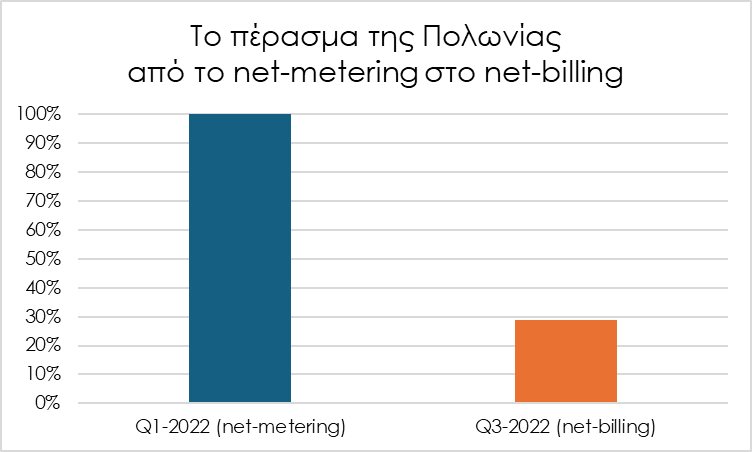 Το πέρασμα της Πολωνίας
από το net-metering στο net-billing
100%
90%
80%
70%
60%
50%
40%
30%
20%
10%
0%
Q1-2022 (net-metering)
Q3-2022 (net-billing)